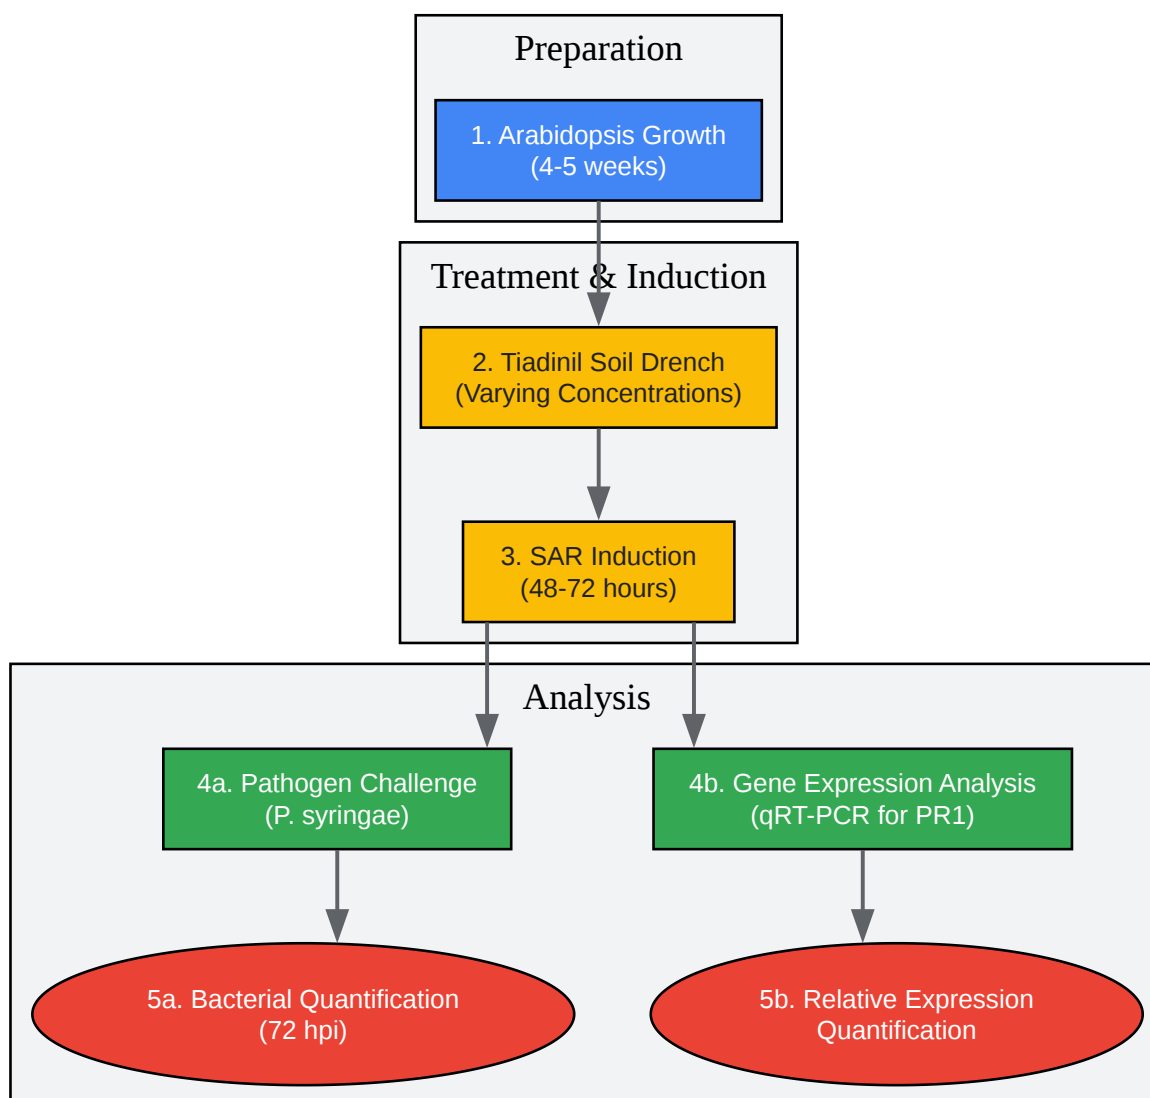 Preparation
1. Arabidopsis Growth
(4-5 weeks)
Treatment & Induction
2. Tiadinil Soil Drench
(Varying Concentrations)
3. SAR Induction
(48-72 hours)
Analysis
4a. Pathogen Challenge
(P. syringae)
4b. Gene Expression Analysis
(qRT-PCR for PR1)
5a. Bacterial Quantification
(72 hpi)
5b. Relative Expression
Quantification